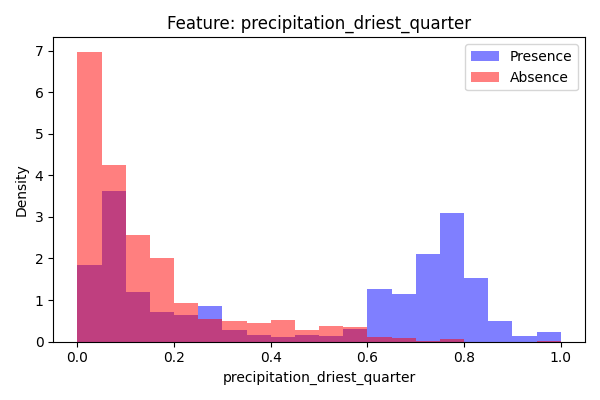 Feature: precipitation_driest_quarter
Presence
Absence
Density
7
6
5
4
3
2
1
0
0.0 0.2 0.4 0.6 0.8 1.0
precipitation_driest_quarter